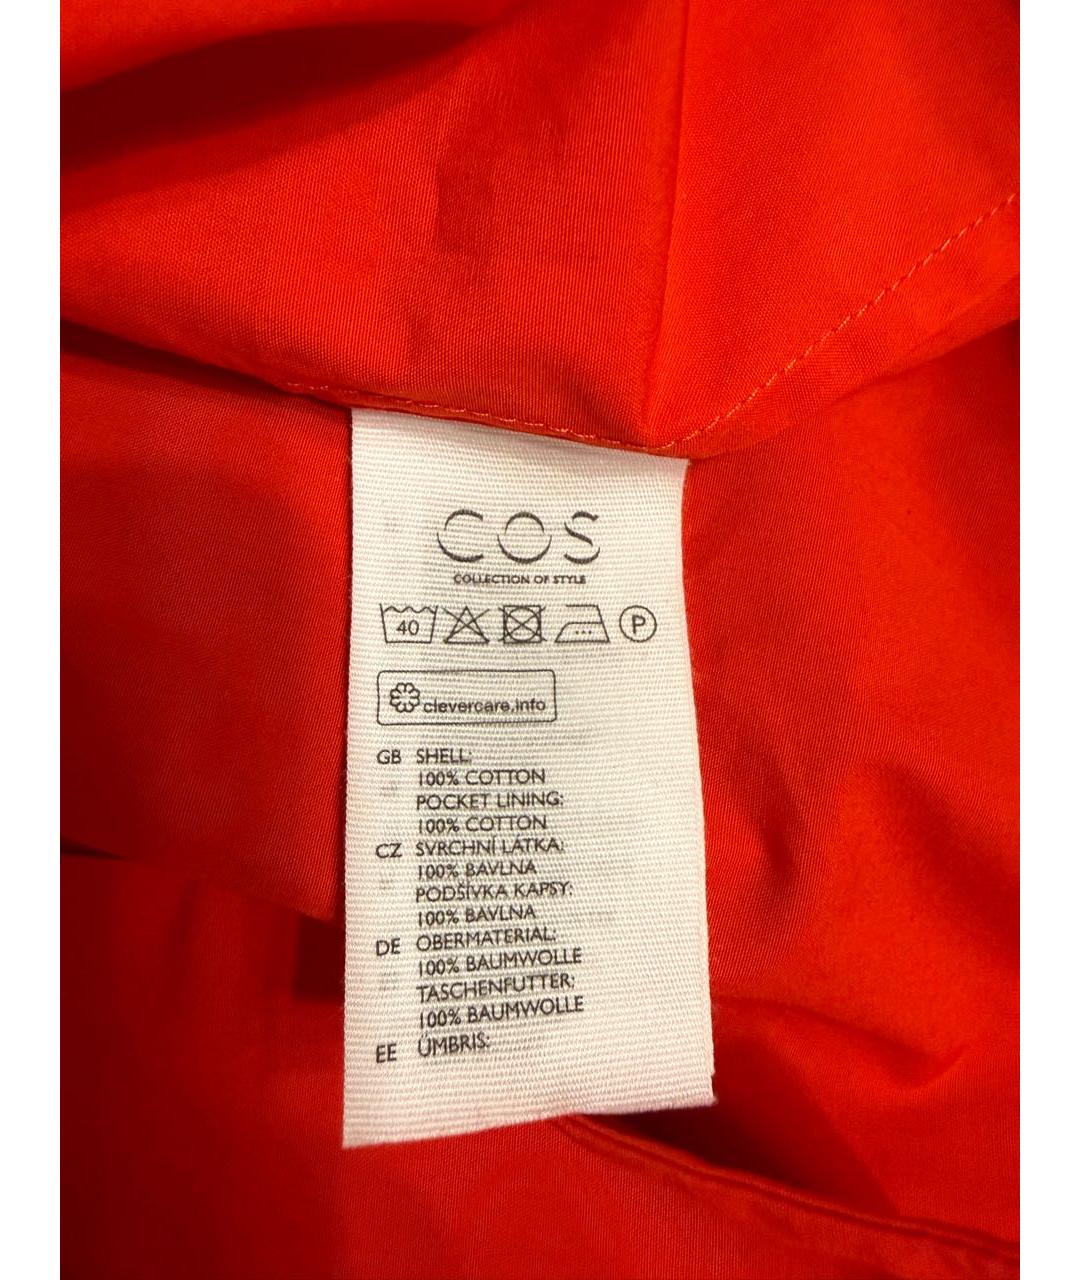 COS
COLLECTION OF STYLE
40 P
clevercare.info
GB SHELL:
100% COTTON
POCKET LINING:
100% COTTON
CZ SVRCHNÍ LÁTKA:
100% BAVLNA
PODŠÍVKA KAPSY:
100% BAVLNA
DE OBERMATERIAL:
100% BAUMWOLLE
TASCHENFUTTER:
100% BAUMWOLLE
EE ÜMBRIS: